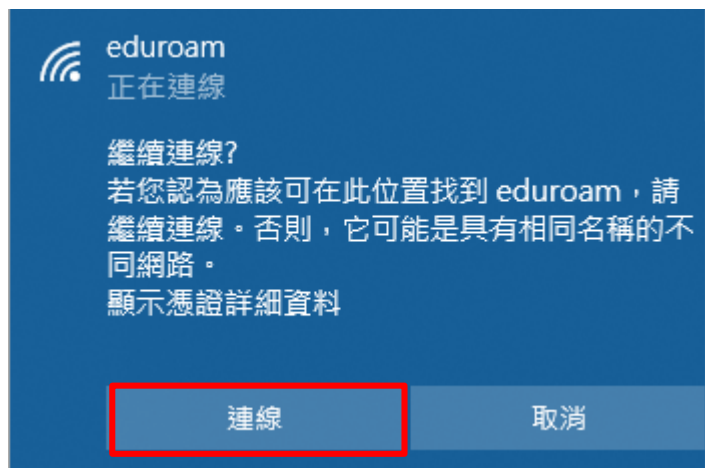 eduroam
正在連線
繼續連線?
若您認為應該可在此位置找到 eduroam，請
繼續連線。否則，它可能是具有相同名稱的不
同網路。
顯示憑證詳細資料
連線 取消